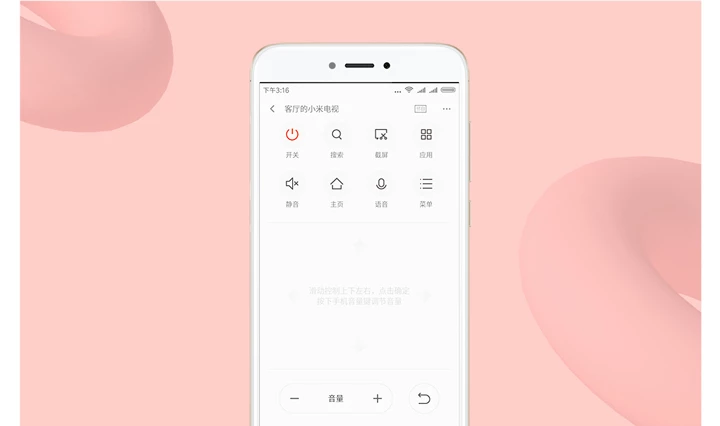 下午3:16
客厅的小米电视
开关 搜索 截屏 应用
静音 主页 语音 菜单
滑动控制上下左右,点击确定
按下手机音量键调节音量
音量